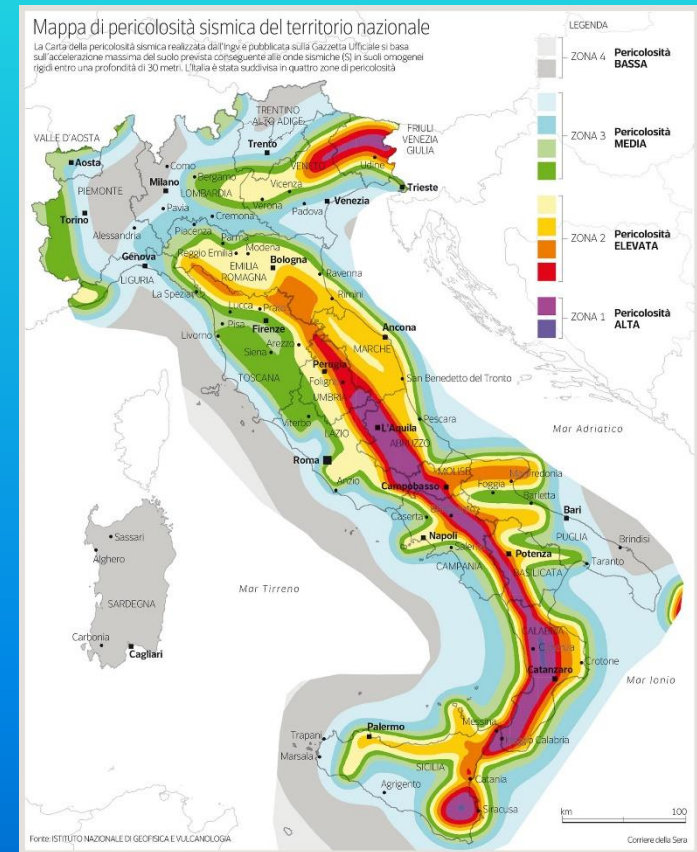 Mappa di pericolosità sismica del territorio nazionale
La Carta della pericolosità sismica realizzata dall'Ingv e pubblicata sulla Gazzetta Ufficiale si basa
sull'accelerazione massima del suolo prevista conseguente alle onde sismiche (S) in suoli omogenei
rigidi entro una profondità di 30 metri. L'Italia è stata suddivisa in quattro zone di pericolosità
LEGENDA
ZONA 4 Pericolosità
BASSA
ZONA 3 Pericolosità
MEDIA
ZONA 2 Pericolosità
ELEVATA
ZONA 1 Pericolosità
ALTA
TRENTINO
ALTO ADIGE
FRIULI
VENEZIA
GIULIA
VALLE D'AOSTA
Trento
Aosta
Como
VENETO
Udine
Bergamo
PIEMONTE
Milano
LOMBARDIA
Vicenza
Trieste
Verona
Venezia
Padova
Torino
Pavia
Cremona
Piacenza
Alessandria
Parma
Modena
Genova
Reggio Emilia
Bologna
EMILIA
ROMAGNA
Ravenna
LIGURIA
La Spezia
Rimini
Lucca
Prato
Pisa
Firenze
Ancona
Livorno
Arezzo
MARCHE
Siena
Perugia
TOSCANA
Foligno
San Benedetto del Tronto
UMBRIA
Viterbo
LAZIO
L'Aquila
Pescara
ABRUZZO
Mar Adriatico
Roma
MOLISE
Manfredonia
Anzio
Campobasso
Foggia
Barletta
Caserta
Bari
Napoli
PUGLIA
Brindisi
Salerno
Potenza
CAMPANIA
BASILICATA
Taranto
Sassari
Alghero
Mar Tirreno
SARDEGNA
CALABRIA
Carbonia
Cosenza
Cagliari
Crotone
Catanzaro
Mar Ionio
Messina
Palermo
Trapani
Reggio Calabria
Marsala
SICILIA
Catania
Agrigento
Siracusa
km 100
Fonte: ISTITUTO NAZIONALE DI GEOFISICA E VULCANOLOGIA
Corriere della Sera